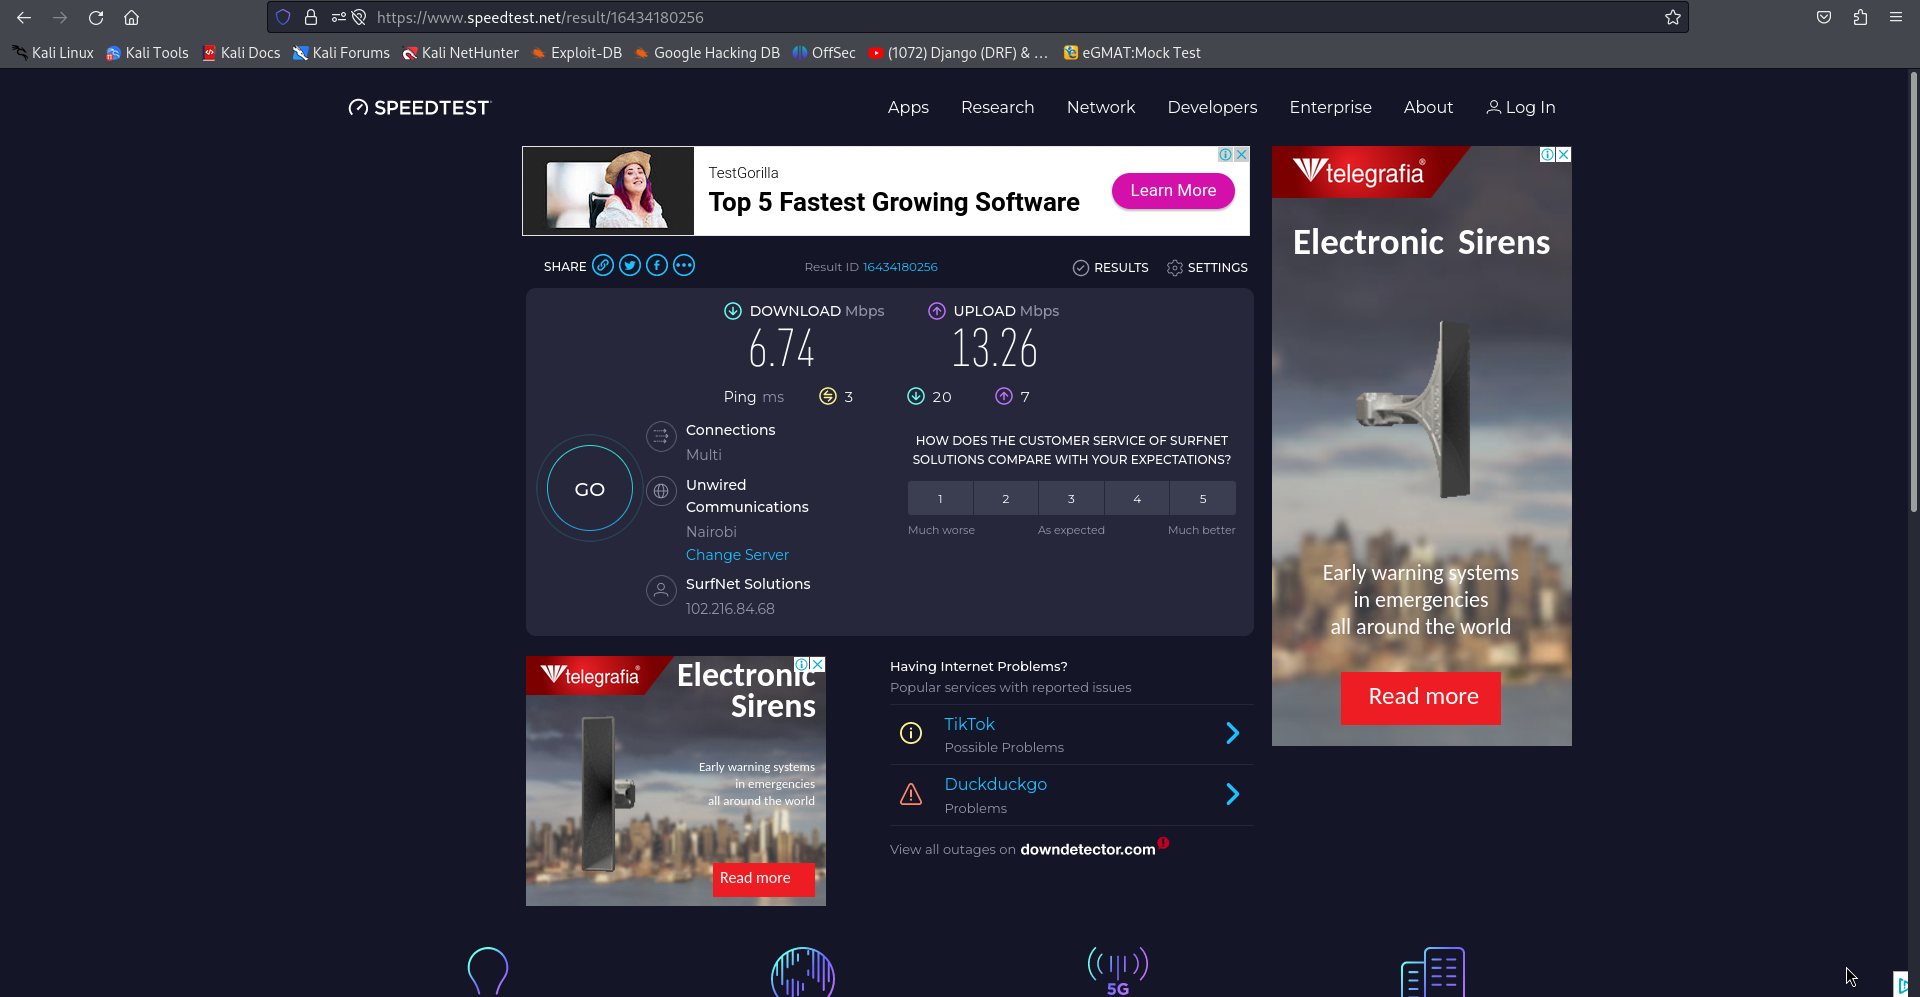 https://www.speedtest.net/result/16434180256
Kali Linux Kali Tools Kali Docs Kali Forums Kali NetHunter Exploit-DB Google Hacking DB OffSec (1072) Django (DRF) & ... eGMAT:Mock Test
SPEEDTEST
Apps Research Network Developers Enterprise About Log In
TestGorilla
Top 5 Fastest Growing Software
Learn More
telegrafia®
Electronic Sirens
Early warning systems
in emergencies
all around the world
Read more
SHARE
Result ID 16434180256
RESULTS SETTINGS
DOWNLOAD Mbps
6.74
UPLOAD Mbps
13.26
Ping ms 3 20 7
GO
Connections
Multi
Unwired
Communications
Nairobi
Change Server
SurfNet Solutions
102.216.84.68
HOW DOES THE CUSTOMER SERVICE OF SURFNET
SOLUTIONS COMPARE WITH YOUR EXPECTATIONS?
1 2 3 4 5
Much worse As expected Much better
telegrafia®
Electronic
Sirens
Early warning systems
in emergencies
all around the world
Read more
Having Internet Problems?
Popular services with reported issues
TikTok
Possible Problems
Duckduckgo
Problems
View all outages on downdetector.com
5G